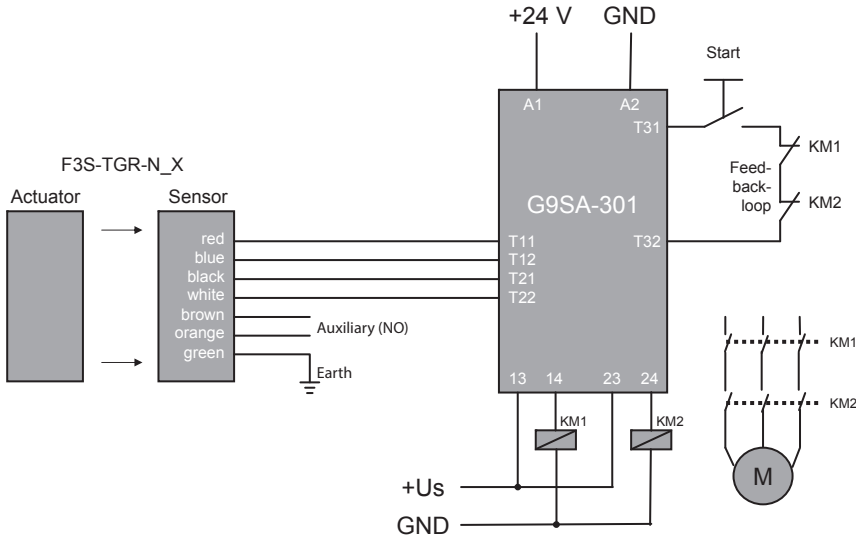 +24 V GND
Start
A1 A2
T31
F3S-TGR-N_X
KM1
Feed-
back-
loop
KM2
Actuator Sensor
G9SA-301
red T11 T32
blue T12
black T21
white T22
brown
orange
Auxiliary (NO)
green
Earth
KM1
13 14 23 24
KM2
KM1 KM2
M
+Us
GND